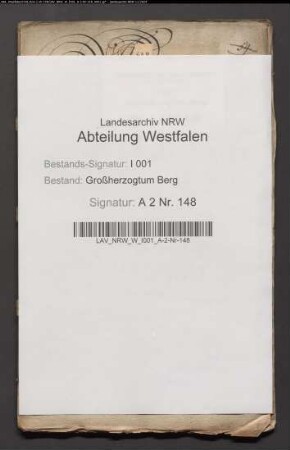 Landesarchiv NRW
Abteilung Westfalen
Bestands-Signatur: I 001
Bestand: Großherzogtum Berg
Signatur: A 2 Nr. 148
LAV_NRW_W_I001_A-2-Nr-148